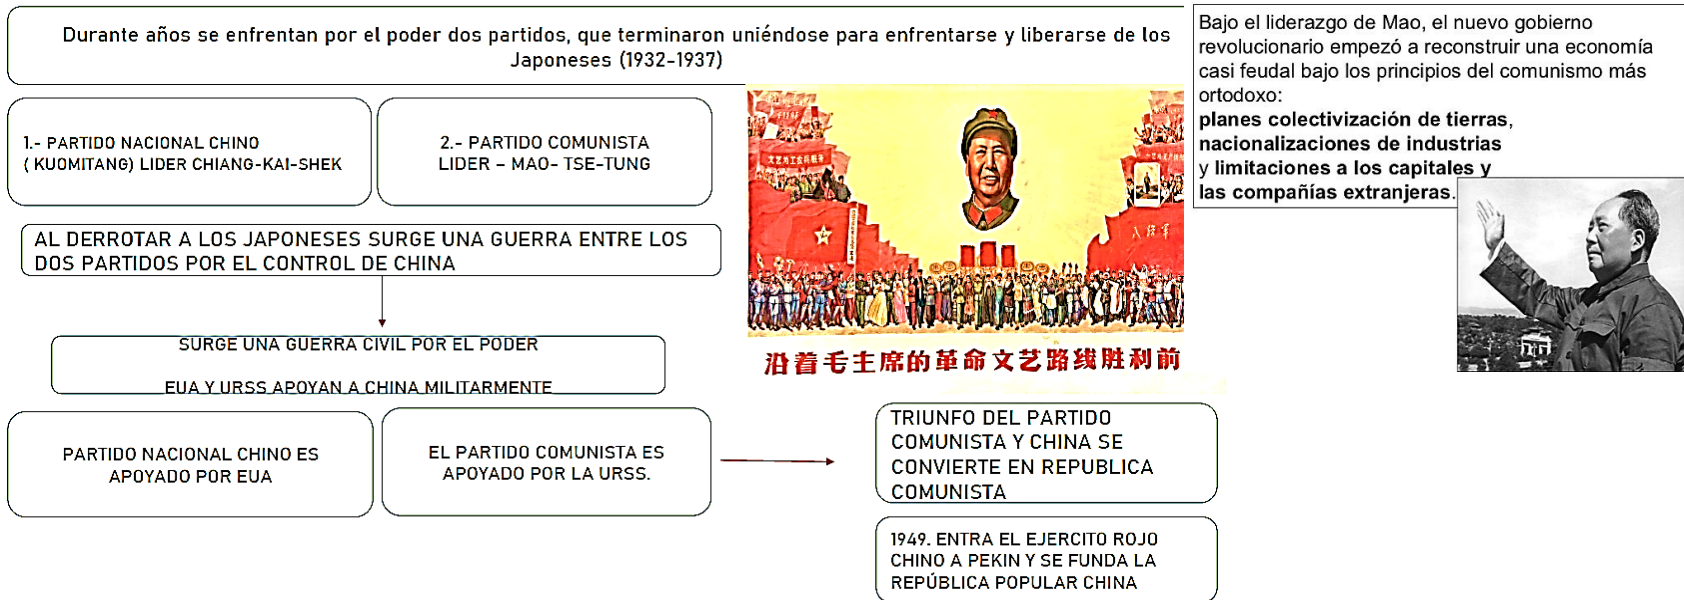 Durante años se enfrentan por el poder dos partidos, que terminaron uniéndose para enfrentarse y liberarse de los
Japoneses (1932-1937)
1.- PARTIDO NACIONAL CHINO
( KUOMITANG) LIDER CHIANG-KAI-SHEK
2.- PARTIDO COMUNISTA
LIDER – MAO- TSE-TUNG
AL DERROTAR A LOS JAPONESES SURGE UNA GUERRA ENTRE LOS
DOS PARTIDOS POR EL CONTROL DE CHINA
SURGE UNA GUERRA CIVIL POR EL PODER
EUA Y URSS APOYAN A CHINA MILITARMENTE
PARTIDO NACIONAL CHINO ES
APOYADO POR EUA
EL PARTIDO COMUNISTA ES
APOYADO POR LA URSS.
沿着毛主席的革命文艺路线胜利前
TRIUNFO DEL PARTIDO
COMUNISTA Y CHINA SE
CONVIERTE EN REPUBLICA
COMUNISTA
1949. ENTRA EL EJERCITO ROJO
CHINO A PEKIN Y SE FUNDA LA
REPÚBLICA POPULAR CHINA
Bajo el liderazgo de Mao, el nuevo gobierno
revolucionario empezó a reconstruir una economía
casi feudal bajo los principios del comunismo más
ortodoxo:
planes colectivización de tierras,
nacionalizaciones de industrias
y limitaciones a los capitales y
las compañías extranjeras.